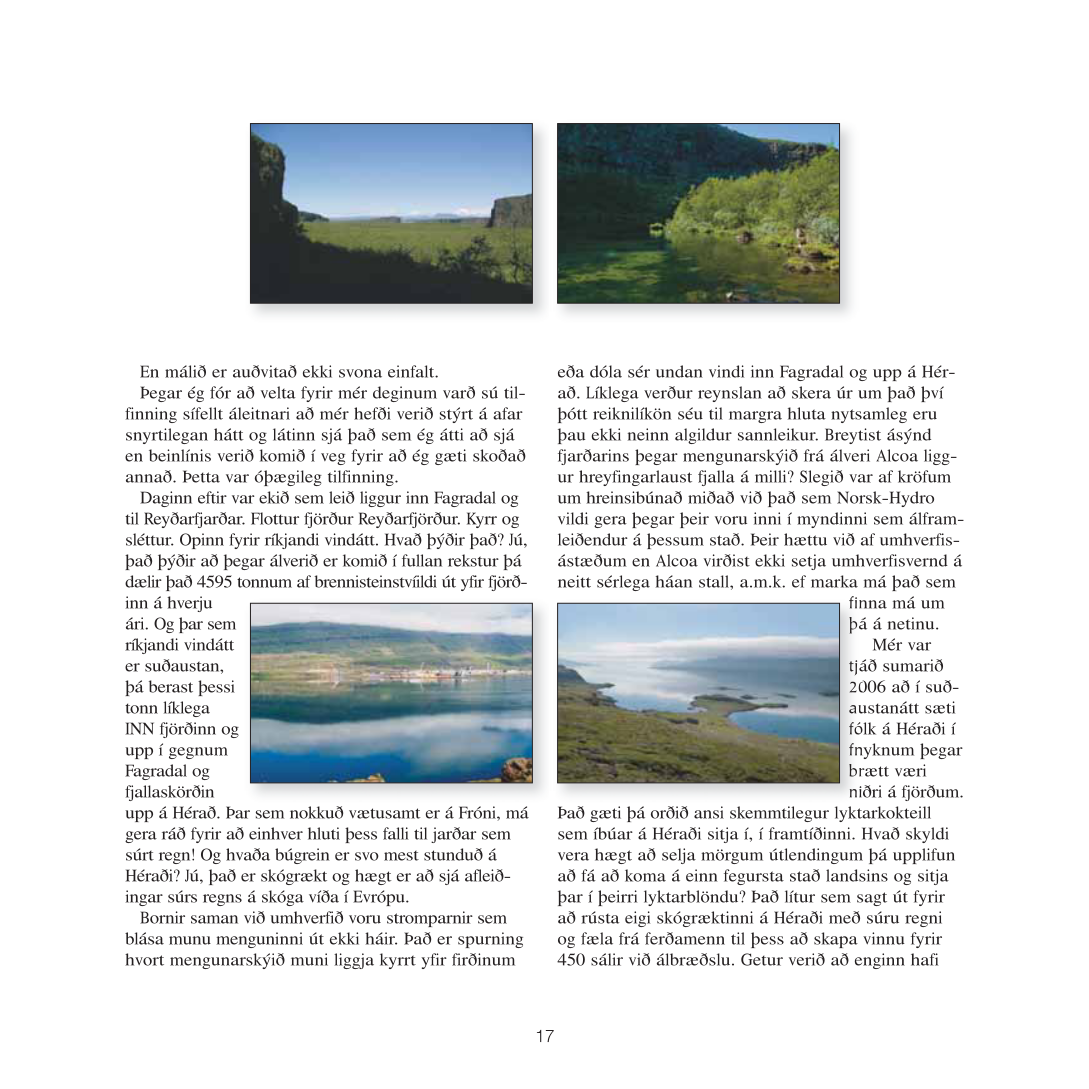 En málið er auðvitað ekki svona einfalt.
Þegar ég fór að velta fyrir mér deginum varð sú til-
finning sífellt áleitnari að mér hefði verið stýrt á afar
snyrtilegan hátt og látinn sjá það sem ég átti að sjá
en beinlínis verið komið í veg fyrir að ég gæti skoðað
annað. Þetta var óþægileg tilfinning.
Daginn eftir var ekið sem leið liggur inn Fagradal og
til Reyðarfjarðar. Flottur fjörður Reyðarfjörður. Kyrr og
sléttur. Opinn fyrir ríkjandi vindátt. Hvað þýðir það? Jú,
það þýðir að þegar álverið er komið í fullan rekstur þá
dælir það 4595 tonnum af brennisteinstvíildi út yfir fjörð-
inn á hverju
ári. Og þar sem
ríkjandi vindátt
er suðaustan,
þá berast þessi
tonn líklega
INN fjörðinn og
upp í gegnum
Fagradal og
fjallaskörðin
upp á Hérað. Þar sem nokkuð vætusamt er á Fróni, má
gera ráð fyrir að einhver hluti þess falli til jarðar sem
súrt regn! Og hvaða búgrein er svo mest stunduð á
Héraði? Jú, það er skógrækt og hægt er að sjá afleið-
ingar súrs regns á skóga víða í Evrópu.
Bornir saman við umhverfið voru stromparnir sem
blása munu menguninni út ekki háir. Það er spurning
hvort mengunarskýið muni liggja kyrrt yfir firðinum
eða dóla sér undan vindi inn Fagradal og upp á Hér-
að. Líklega verður reynslan að skera úr um það því
þótt reiknilíkön séu til margra hluta nytsamleg eru
þau ekki neinn algildur sannleikur. Breytist ásýnd
fjarðarins þegar mengunarskýið frá álveri Alcoa ligg-
ur hreyfingarlaust fjalla á milli? Slegið var af kröfum
um hreinsibúnað miðað við það sem Norsk-Hydro
vildi gera þegar þeir voru inni í myndinni sem álfram-
leiðendur á þessum stað. Þeir hættu við af umhverfis-
ástæðum en Alcoa virðist ekki setja umhverfisvernd á
neitt sérlega háan stall, a.m.k. ef marka má það sem
finna má um
þá á netinu.
Mér var
tjáð sumarið
2006 að í suð-
austanátt sæti
fólk á Héraði í
fnyknum þegar
brætt væri
niðri á fjörðum.
Það gæti þá orðið ansi skemmtilegur lyktarkokteill
sem íbúar á Héraði sitja í, í framtíðinni. Hvað skyldi
vera hægt að selja mörgum útlendingum þá upplifun
að fá að koma á einn fegursta stað landsins og sitja
þar í þeirri lyktarblöndu? Það lítur sem sagt út fyrir
að rústa eigi skógræktinni á Héraði með súru regni
og fæla frá ferðamenn til þess að skapa vinnu fyrir
450 sálir við álbræðslu. Getur verið að enginn hafi
17